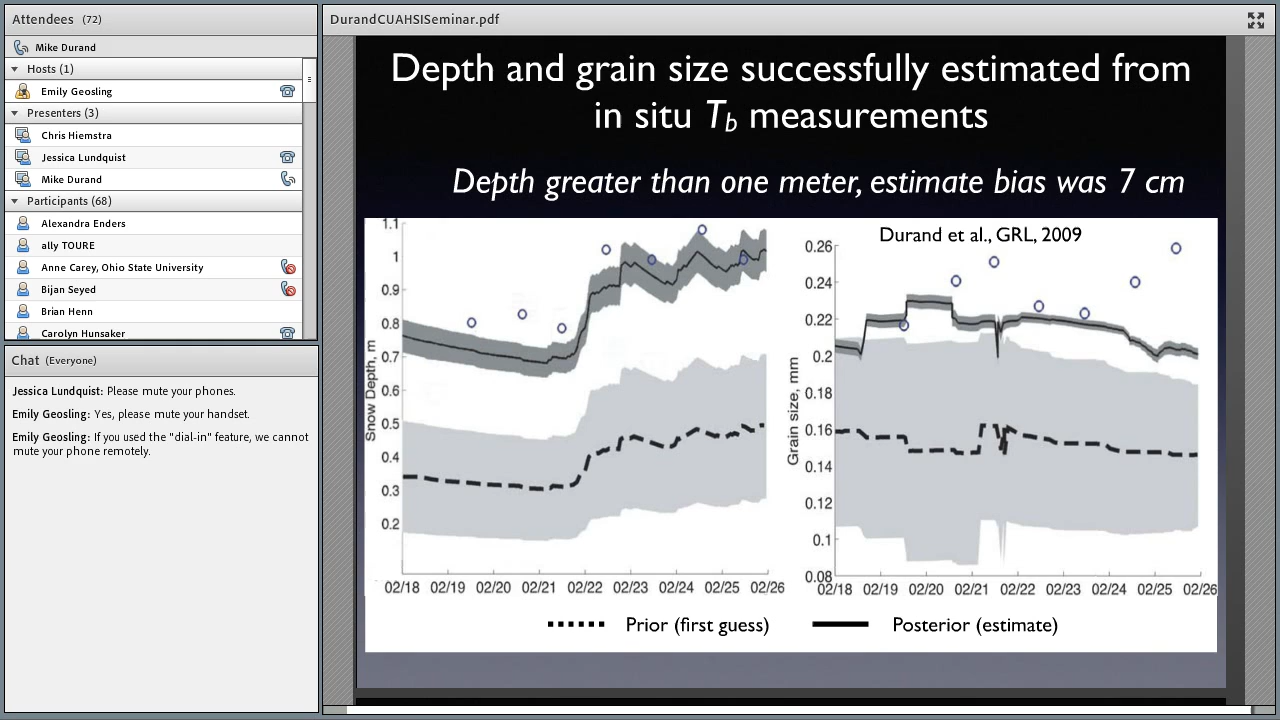 Attendees (72)
Mike Durand
Hosts (1)
Emily Geosling
Presenters (3)
Chris Hiemstra
Jessica Lundquist
Mike Durand
Participants (68)
Alexandra Enders
ally TOURE
Anne Carey, Ohio State University
Bijan Seyed
Brian Henn
Carolyn Hunsaker
Chat (Everyone)
Jessica Lundquist: Please mute your phones.
Emily Geosling: Yes, please mute your handset.
Emily Geosling: If you used the "dial-in" feature, we cannot
mute your phone remotely.
DurandCUAHSISeminar.pdf
Depth and grain size successfully estimated from
in situ Tb measurements
Depth greater than one meter, estimate bias was 7 cm
Snow Depth, m
1.1
1
0.9
0.8
0.7
0.6
0.5
0.4
0.3
0.2
02/18 02/19 02/20 02/21 02/22 02/23 02/24 02/25 02/26
Durand et al., GRL, 2009
Grain size, mm
0.26
0.24
0.22
0.2
0.18
0.16
0.14
0.12
0.1
0.08
02/18 02/19 02/20 02/21 02/22 02/23 02/24 02/25 02/26
Prior (first guess) Posterior (estimate)